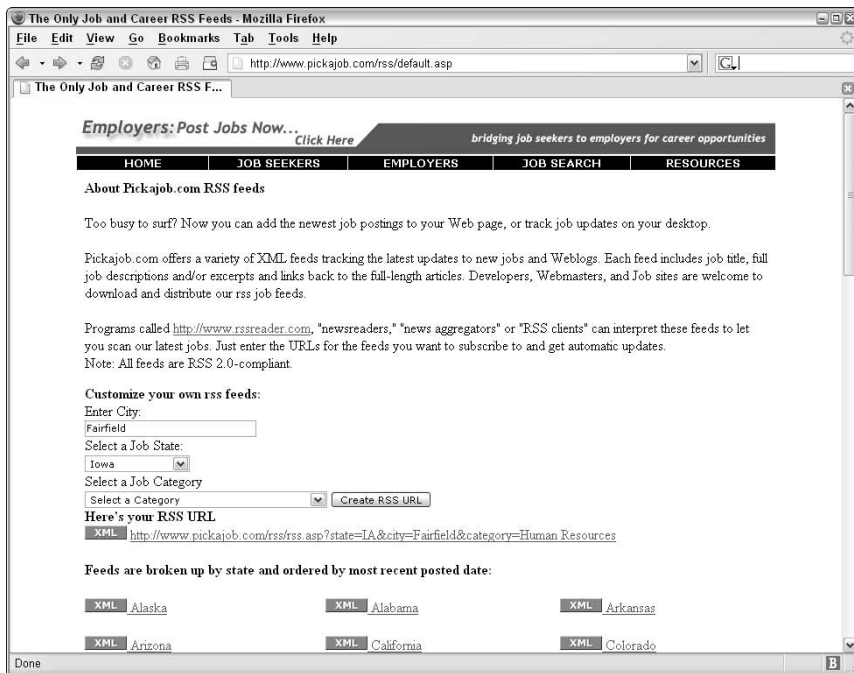 The Only Job and Career RSS Feeds - Mozilla Firefox
File Edit View Go Bookmarks Tab Tools Help
http://www.pickajob.com/rss/default.asp
G
The Only Job and Career RSS F...
Employers: Post Jobs Now...
Click Here
bridging job seekers to employers for career opportunities
HOME JOB SEEKERS EMPLOYERS JOB SEARCH RESOURCES
About Pickajob.com RSS feeds
Too busy to surf? Now you can add the newest job postings to your Web page, or track job updates on your desktop.
Pickajob.com offers a variety of XML feeds tracking the latest updates to new jobs and Weblogs. Each feed includes job title, full
job descriptions and/or excerpts and links back to the full-length articles. Developers, Webmasters, and Job sites are welcome to
download and distribute our rss job feeds.
Programs called http://www.rssreader.com, "newsreaders," "news aggregators" or "RSS clients" can interpret these feeds to let
you scan our latest jobs. Just enter the URLs for the feeds you want to subscribe to and get automatic updates.
Note: All feeds are RSS 2.0-compliant.
Customize your own rss feeds:
Enter City:
Fairfield
Select a Job State:
Iowa
Select a Job Category
Select a Category Create RSS URL
Here's your RSS URL
XML http://www.pickajob.com/rss/rss.asp?state=IA&city=Fairfield&category=Human Resources
Feeds are broken up by state and ordered by most recent posted date:
XML Alaska XML Alabama XML Arkansas
XML Arizona XML California XML Colorado
Done B